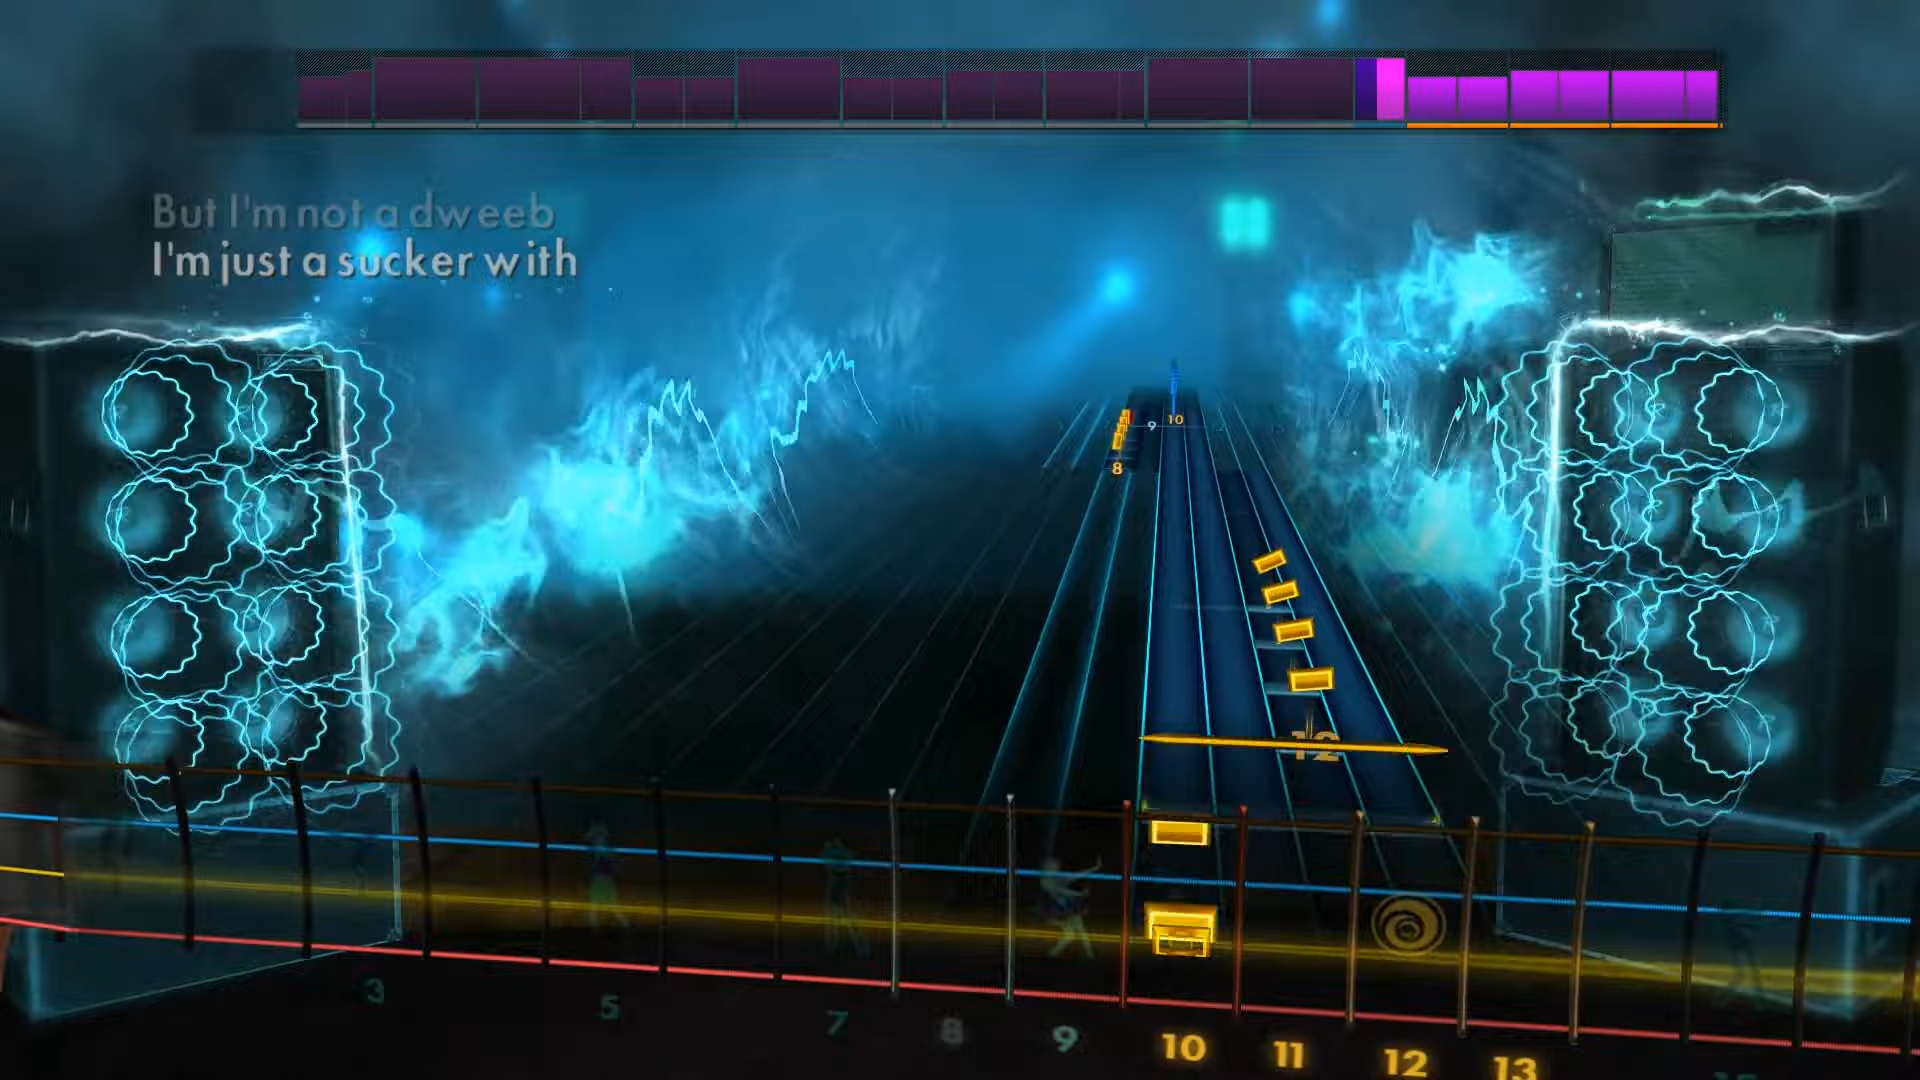 But I'm not a dweeb
I'm just a sucker with
9 10
8
12
3 5 7 8 9 10 11 12 13